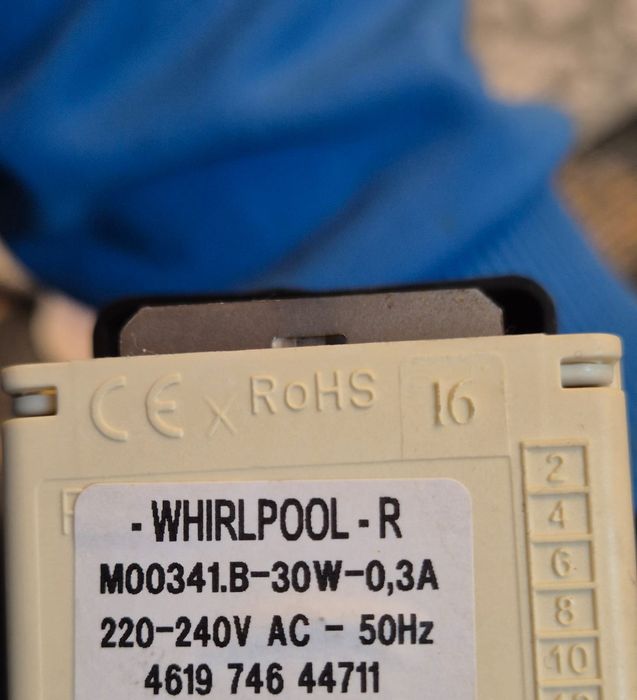 CE x RoHS 16
- WHIRLPOOL - R
M00341.B-30W-0,3A
220-240V AC - 50Hz
4619 746 44711
2
4
6
8
10